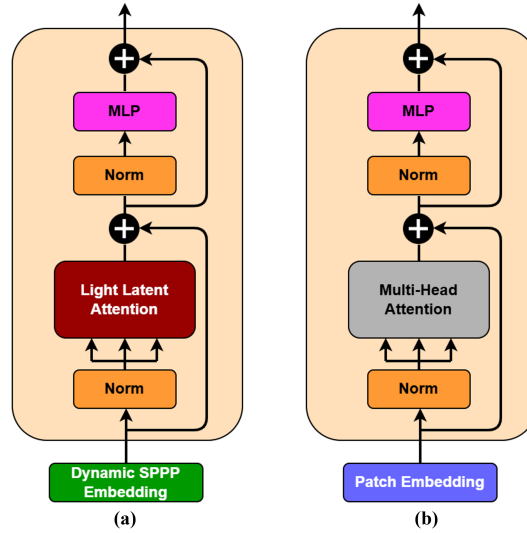 MLP
Norm
Light Latent
Attention
Norm
Dynamic SPPP
Embedding
(a)
MLP
Norm
Multi-Head
Attention
Norm
Patch Embedding
(b)